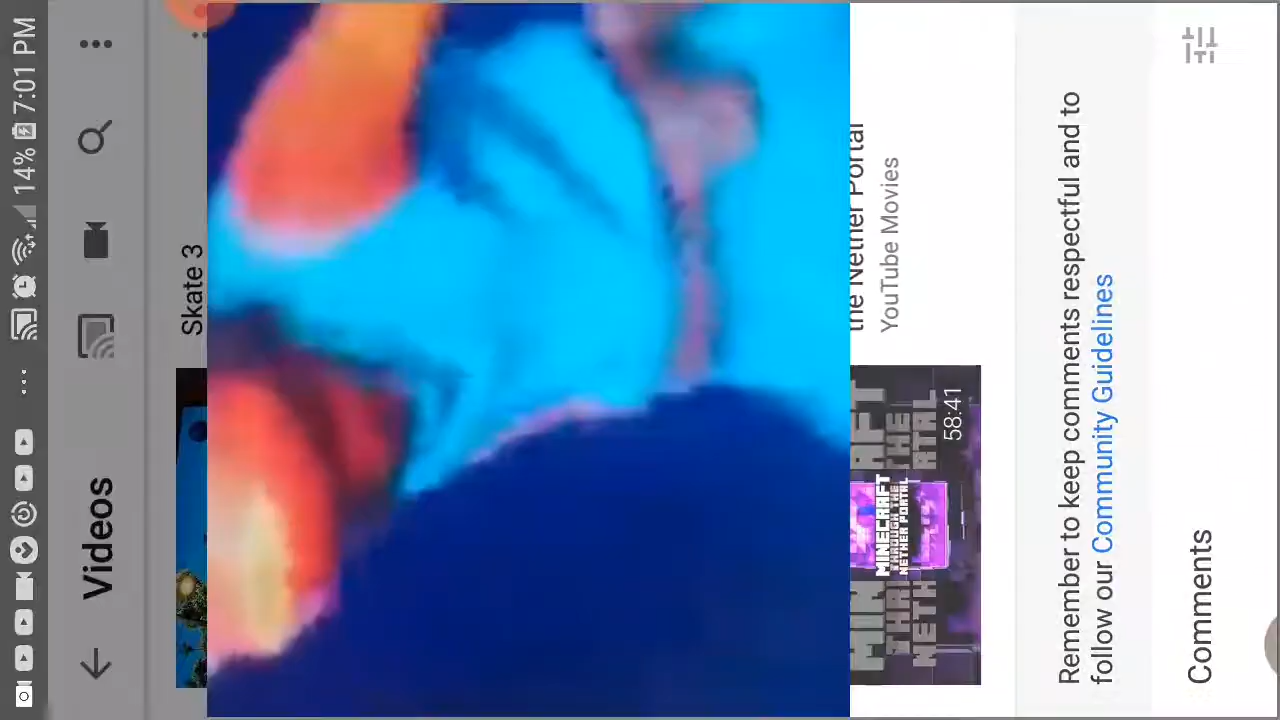 14% 7:01 PM
Videos
Skate 3
the Nether Portal
YouTube Movies
58:41
MINECRAFT
THROUGH THE
NETHER PORTAL
Remember to keep comments respectful and to
follow our Community Guidelines
Comments